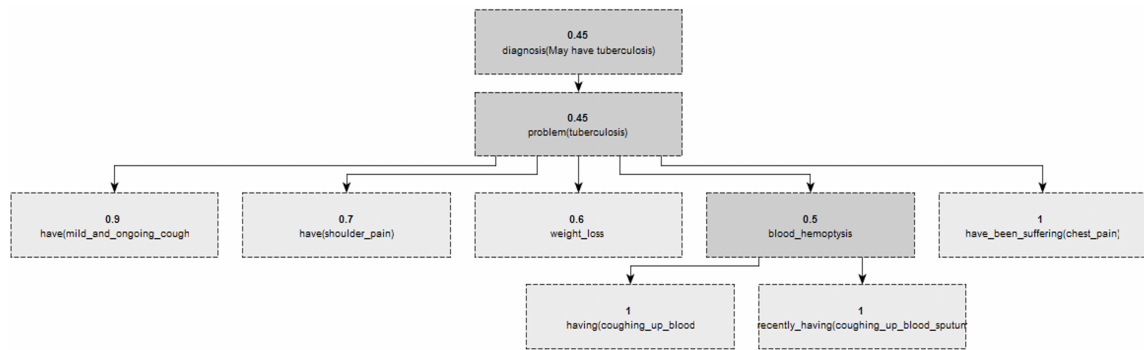 0.45
diagnosis(May have tuberculosis)
0.45
problem(tuberculosis)
0.9
have(mild_and_ongoing_cough
0.7
have(shoulder_pain)
0.6
weight_loss
0.5
blood_hemoptysis
1
have_been_suffering(chest_pain)
1
having(coughing_up_blood
1
recently_having(coughing_up_blood_sputum